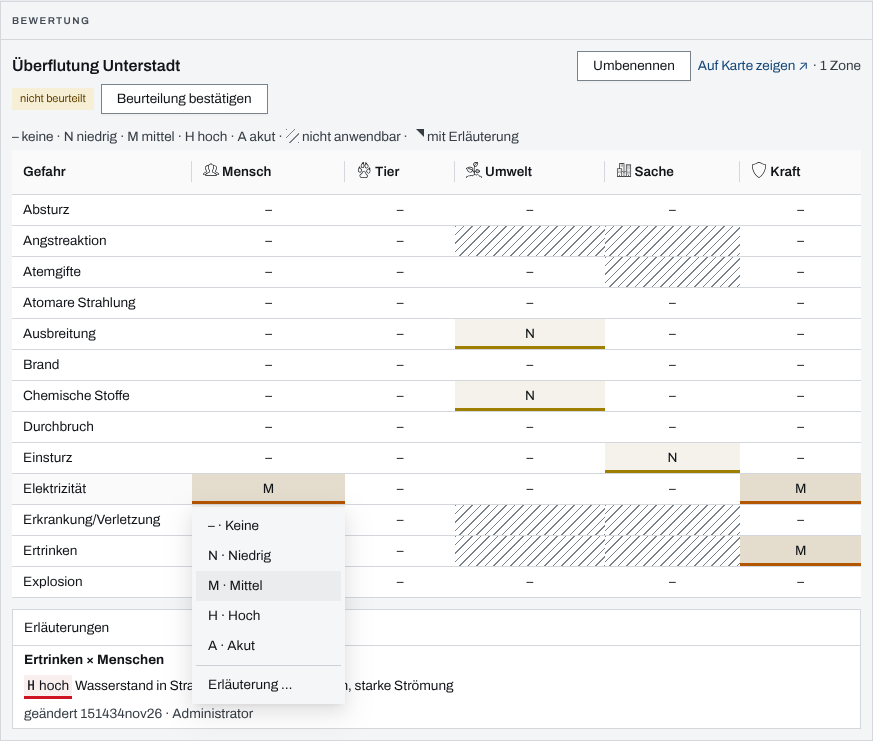 BEWERTUNG
Überflutung Unterstadt
Umbenennen Auf Karte zeigen ↗ · 1 Zone
nicht beurteilt Beurteilung bestätigen
– keine · N niedrig · M mittel · H hoch · A akut · nicht anwendbar · mit Erläuterung
Gefahr Mensch Tier Umwelt Sache Kraft
Absturz – – – – –
Angstreaktion – – –
Atemgifte – – – –
Atomare Strahlung – – – – –
Ausbreitung – – N – –
Brand – – – – –
Chemische Stoffe – – N – –
Durchbruch – – – – –
Einsturz – – – N –
Elektrizität M – – – M
Erkrankung/Verletzung – –
Ertrinken – M
Explosion – – – –
– · Keine
N · Niedrig
M · Mittel
H · Hoch
A · Akut
Erläuterung ...
Erläuterungen
Ertrinken × Menschen
H hoch Wasserstand in , starke Strömung
geändert 151434nov26 · Administrator